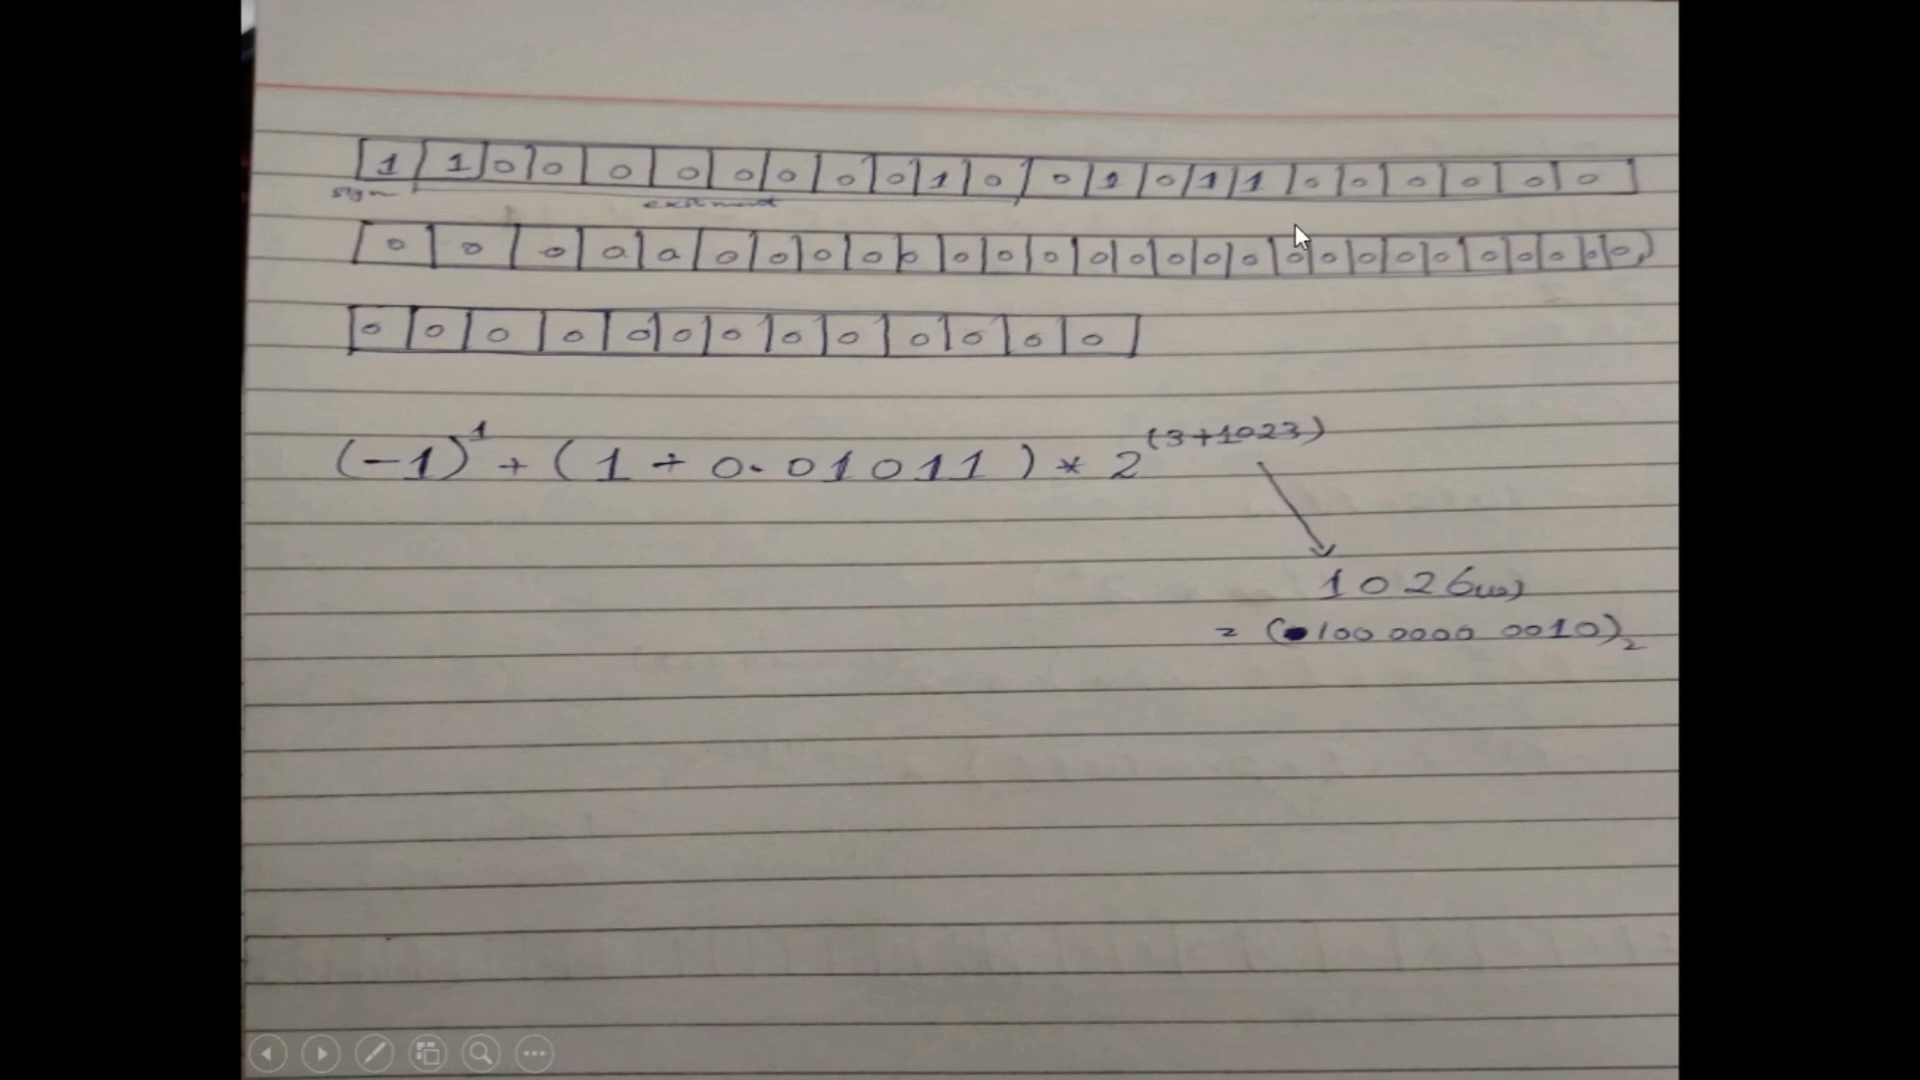 1 1 0 0 0 0 0 0 0 0 1 0 0 1 0 1 1 0 0 0 0 0 0
sign exponent
0 0 0 0 0 0 0 0 0 0 0 0 0 0 0 0 0 0 0 0 0 0 0 0 0 0 0 0
0 0 0 0 0 0 0 0 0 0 0 0 0
(-1)¹ + (1 + 0.01011) * 2^(3+1023)
1026(10)
= (100 0000 0010)₂